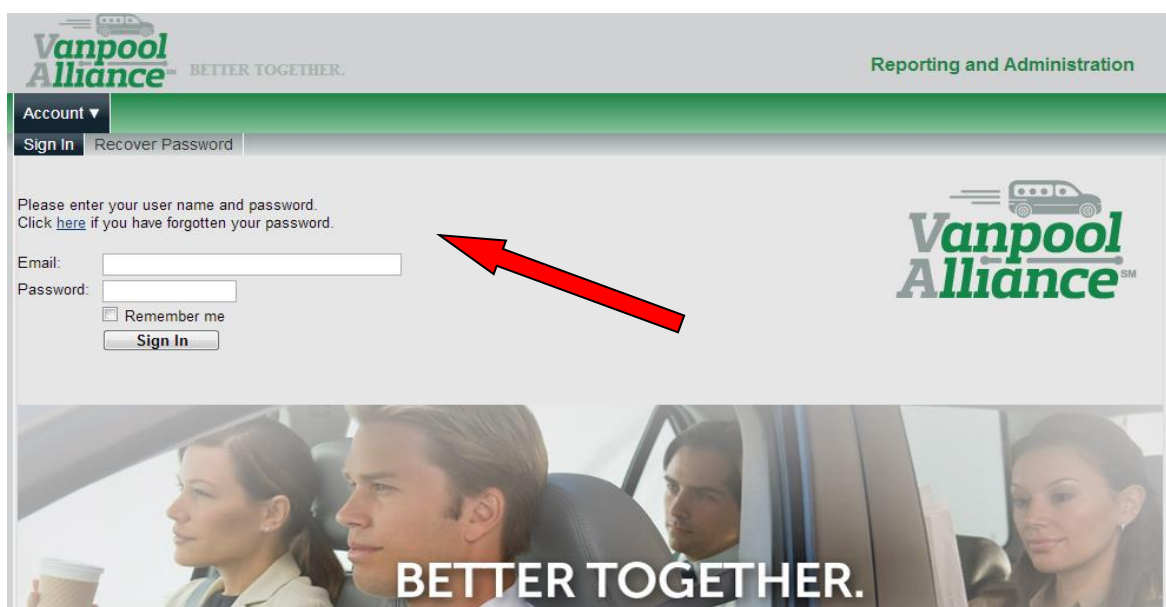 Vanpool
Alliance SM BETTER TOGETHER.
Reporting and Administration
Account ▼
Sign In Recover Password
Please enter your user name and password.
Click here if you have forgotten your password.
Email:
Password:
Remember me
Sign In
Vanpool
Alliance SM
BETTER TOGETHER.